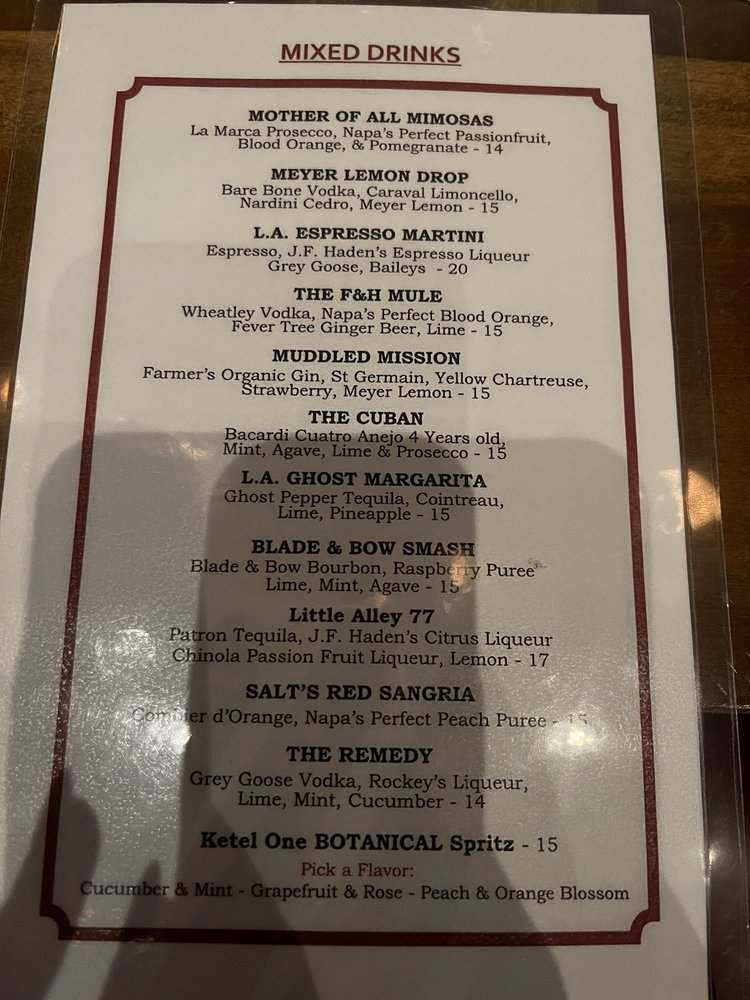 MIXED DRINKS
MOTHER OF ALL MIMOSAS
La Marca Prosecco, Napa's Perfect Passionfruit,
Blood Orange, & Pomegranate - 14
MEYER LEMON DROP
Bare Bone Vodka, Caraval Limoncello,
Nardini Cedro, Meyer Lemon - 15
L.A. ESPRESSO MARTINI
Espresso, J.F. Haden's Espresso Liqueur
Grey Goose, Baileys - 20
THE F&H MULE
Wheatley Vodka, Napa's Perfect Blood Orange,
Fever Tree Ginger Beer, Lime - 15
MUDDLED MISSION
Farmer's Organic Gin, St Germain, Yellow Chartreuse,
Strawberry, Meyer Lemon - 15
THE CUBAN
Bacardi Cuatro Anejo 4 Years old,
Mint, Agave, Lime & Prosecco - 15
L.A. GHOST MARGARITA
Ghost Pepper Tequila, Cointreau,
Lime, Pineapple - 15
BLADE & BOW SMASH
Blade & Bow Bourbon, Raspberry Puree
Lime, Mint, Agave - 15
Little Alley 77
Patron Tequila, J.F. Haden's Citrus Liqueur
Chinola Passion Fruit Liqueur, Lemon - 17
SALT'S RED SANGRIA
Combier d'Orange, Napa's Perfect Peach Puree - 15
THE REMEDY
Grey Goose Vodka, Rockey's Liqueur,
Lime, Mint, Cucumber - 14
Ketel One BOTANICAL Spritz - 15
Pick a Flavor:
Cucumber & Mint - Grapefruit & Rose - Peach & Orange Blossom